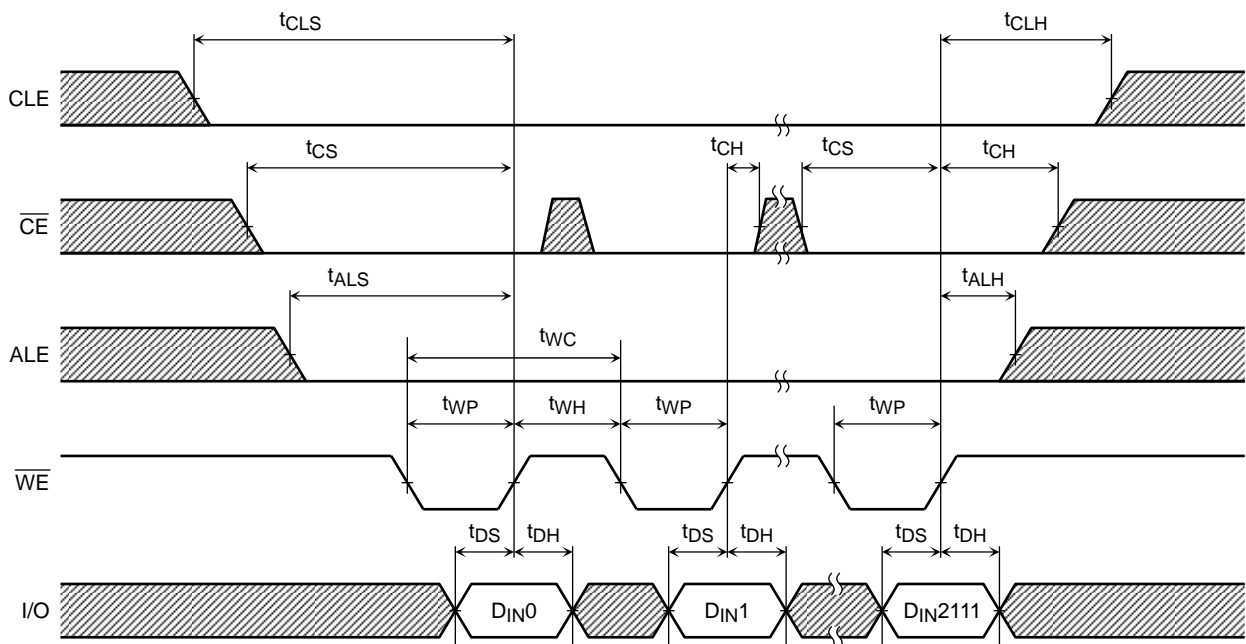 tCLS tCLH
CLE
tCS tCH tCS tCH
CE
tALS tALH
ALE
tWC
tWP tWH tWP tWP
WE
tDS tDH tDS tDH tDS tDH
I/O DIN0 DIN1 DIN2111